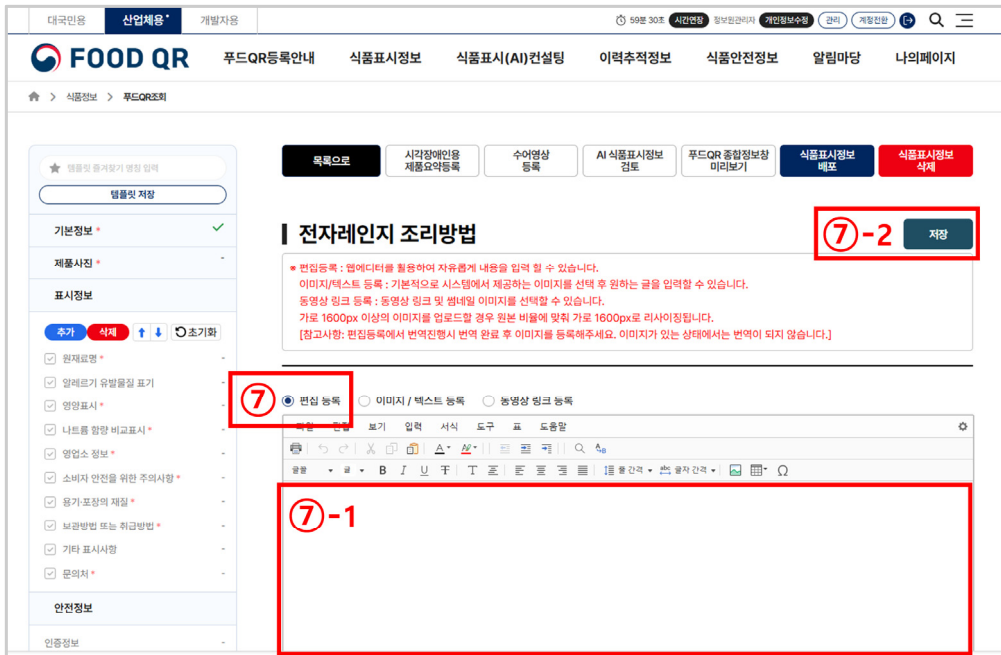 대국민용 산업체용 개발자용
59분 30초 시간연장 정보원관리자 개인정보수정 관리 계정전환
FOOD QR 푸드QR등록안내 식품표시정보 식품표시(AI)컨설팅 이력추적정보 식품안전정보 알림마당 나의페이지
> 식품정보 > 푸드QR조회
템플릿 즐겨찾기 명칭 입력
템플릿 저장
기본정보 *
제품사진 *
표시정보
추가 삭제 초기화
원재료명 * -
알레르기 유발물질 표기 -
영양표시 * -
나트륨 함량 비교표시 * -
영업소 정보 * -
소비자 안전을 위한 주의사항 * -
용기·포장의 재질 * -
보관방법 또는 취급방법 * -
기타 표시사항 -
문의처 * -
안전정보
인증정보 -
목록으로
시각장애인용
제품요약등록
수어영상
등록
AI 식품표시정보
검토
푸드QR 종합정보창
미리보기
식품표시정보
배포
식품표시정보
삭제
전자레인지 조리방법
⑦-2 저장
※ 편집등록 : 웹에디터를 활용하여 자유롭게 내용을 입력 할 수 있습니다.
이미지/텍스트 등록 : 기본적으로 시스템에서 제공하는 이미지를 선택 후 원하는 글을 입력할 수 있습니다.
동영상 링크 등록 : 동영상 링크 및 썸네일 이미지를 선택할 수 있습니다.
가로 1600px 이상의 이미지를 업로드할 경우 원본 비율에 맞춰 가로 1600px로 리사이징됩니다.
[참고사항: 편집등록에서 번역진행시 번역 완료 후 이미지를 등록해주세요. 이미지가 있는 상태에서는 번역이 되지 않습니다.]
⑦ 편집 등록 이미지 / 텍스트 등록 동영상 링크 등록
파일 편집 보기 입력 서식 도구 표 도움말
글꼴 B I U T 줄 간격 글자 간격 Ω
⑦-1